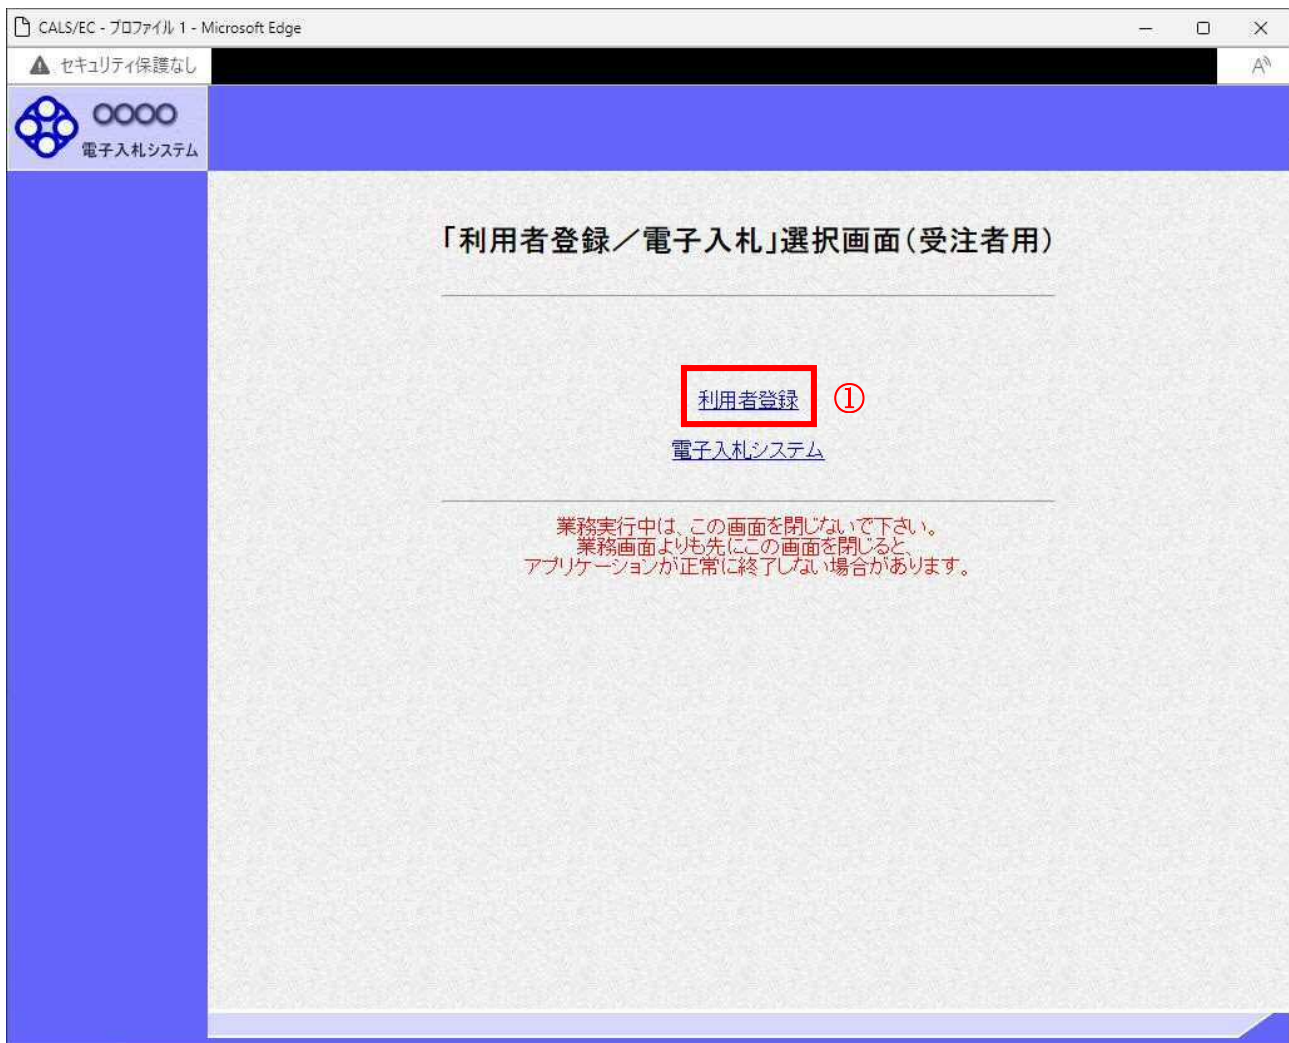 CALS/EC - プロファイル 1 - Microsoft Edge
セキュリティ保護なし
A
〇〇〇〇
電子入札システム
「利用者登録／電子入札」選択画面(受注者用)
利用者登録 ①
電子入札システム
業務実行中は、この画面を閉じないで下さい。
業務画面よりも先にこの画面を閉じると、
アプリケーションが正常に終了しない場合があります。